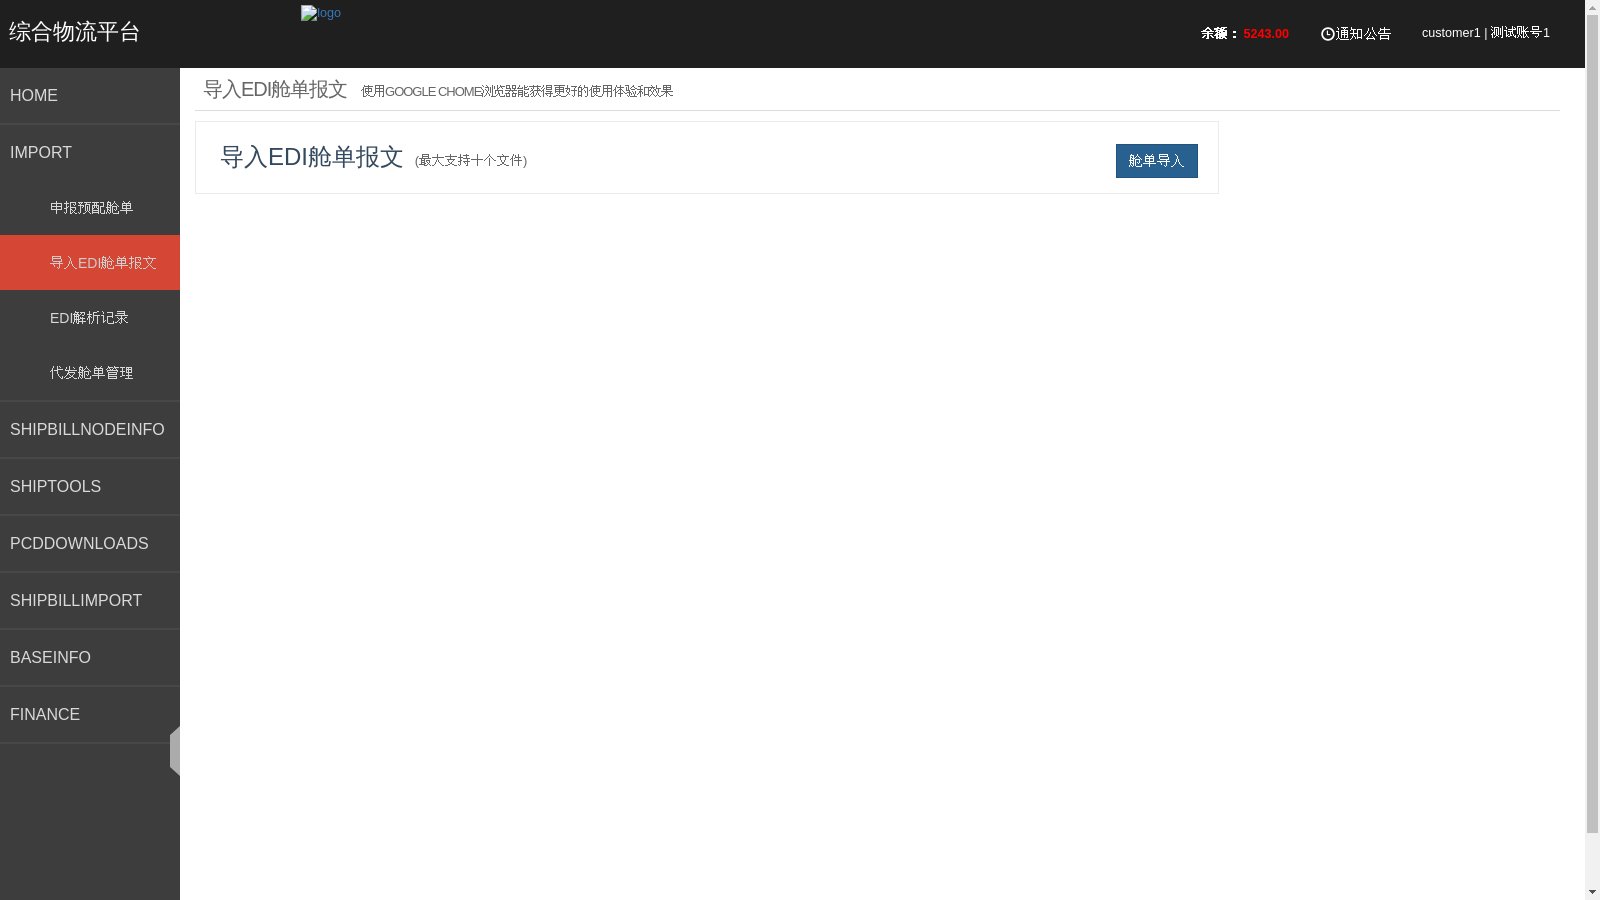 综合物流平台
logo
余额： 5243.00
通知公告
customer1 | 测试账号1
HOME
IMPORT
申报预配舱单
导入EDI舱单报文
EDI解析记录
代发舱单管理
SHIPBILLNODEINFO
SHIPTOOLS
PCDDOWNLOADS
SHIPBILLIMPORT
BASEINFO
FINANCE
导入EDI舱单报文 使用GOOGLE CHOME浏览器能获得更好的使用体验和效果
导入EDI舱单报文 (最大支持十个文件)
舱单导入